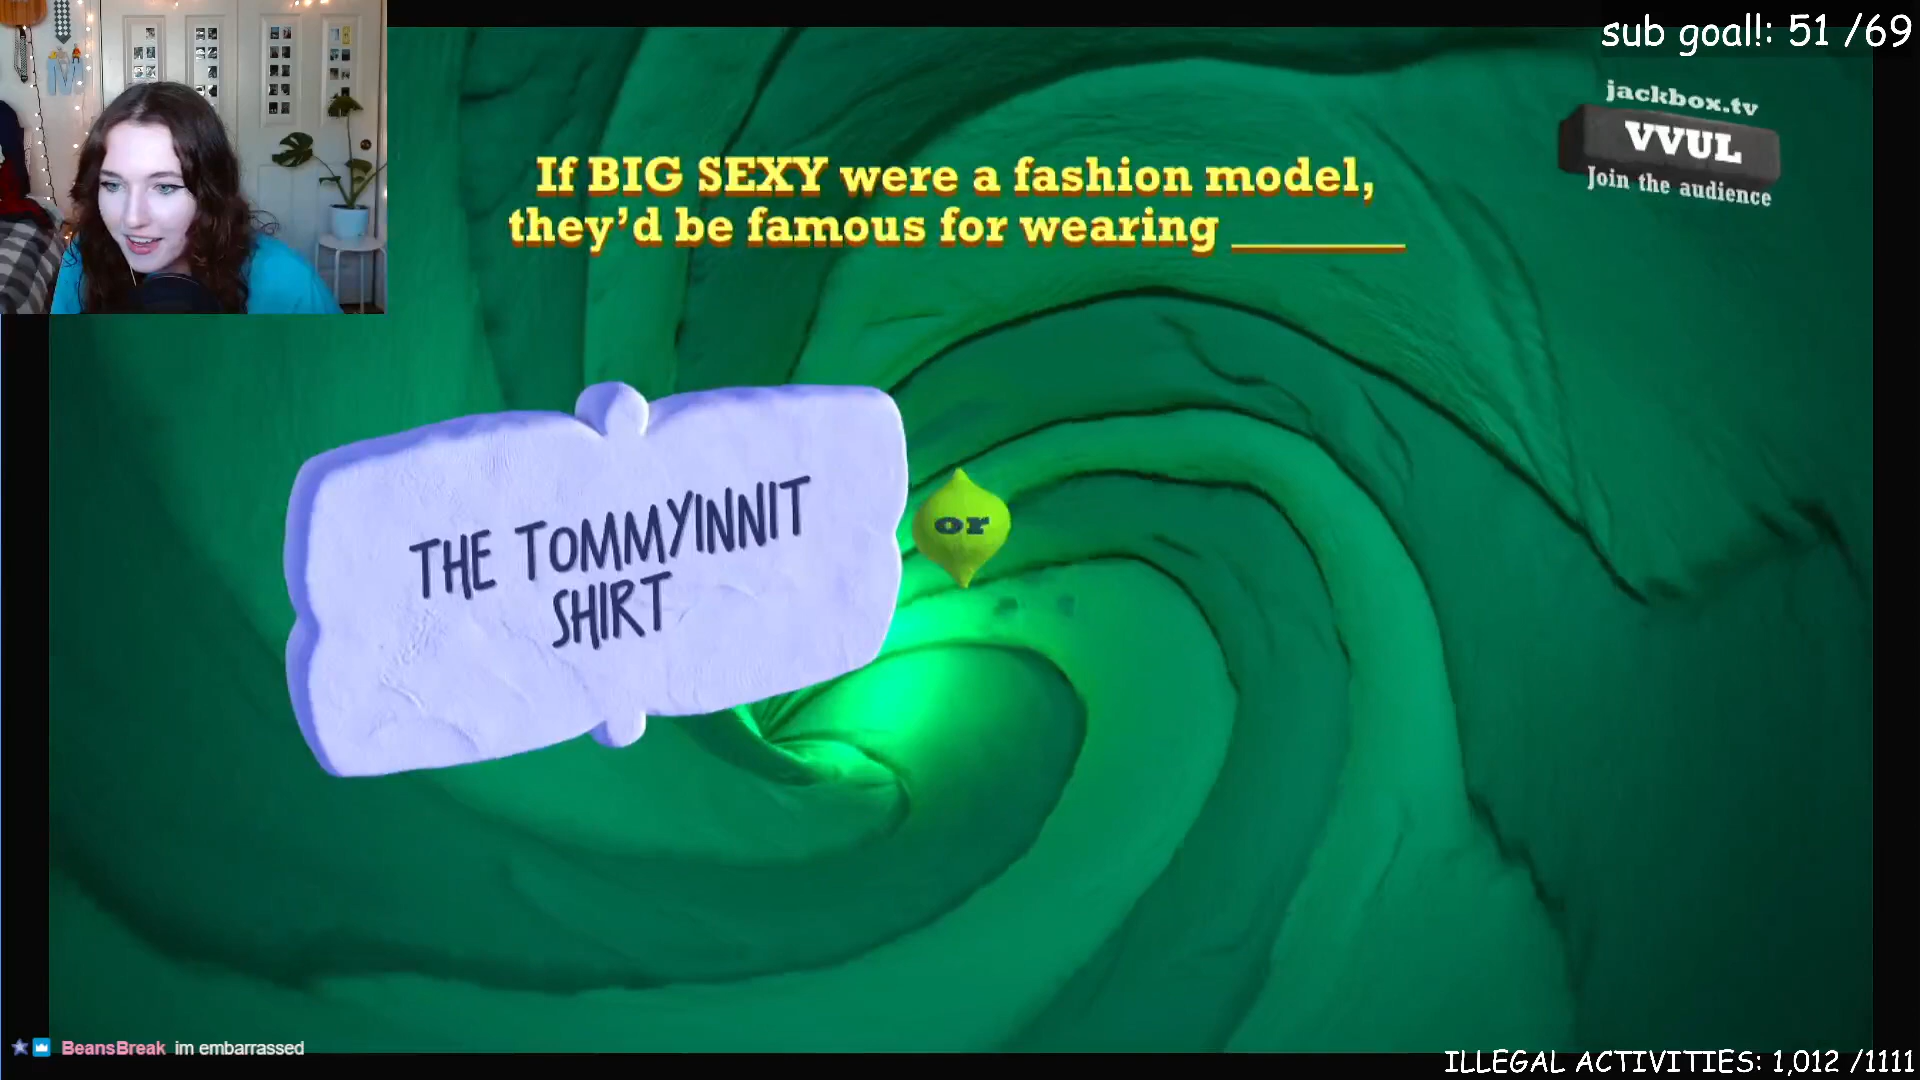 sub goal!: 51 /69
jackbox.tv
VVUL
Join the audience
If BIG SEXY were a fashion model,
they'd be famous for wearing ________
THE TOMMYINNIT
SHIRT
or
BeansBreak im embarrassed
ILLEGAL ACTIVITIES: 1,012 /1111